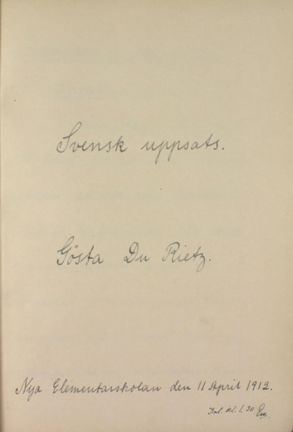 Svensk uppsats.
Gösta Du Rietz.
Nya Elementarskolan den 11 April 1912.